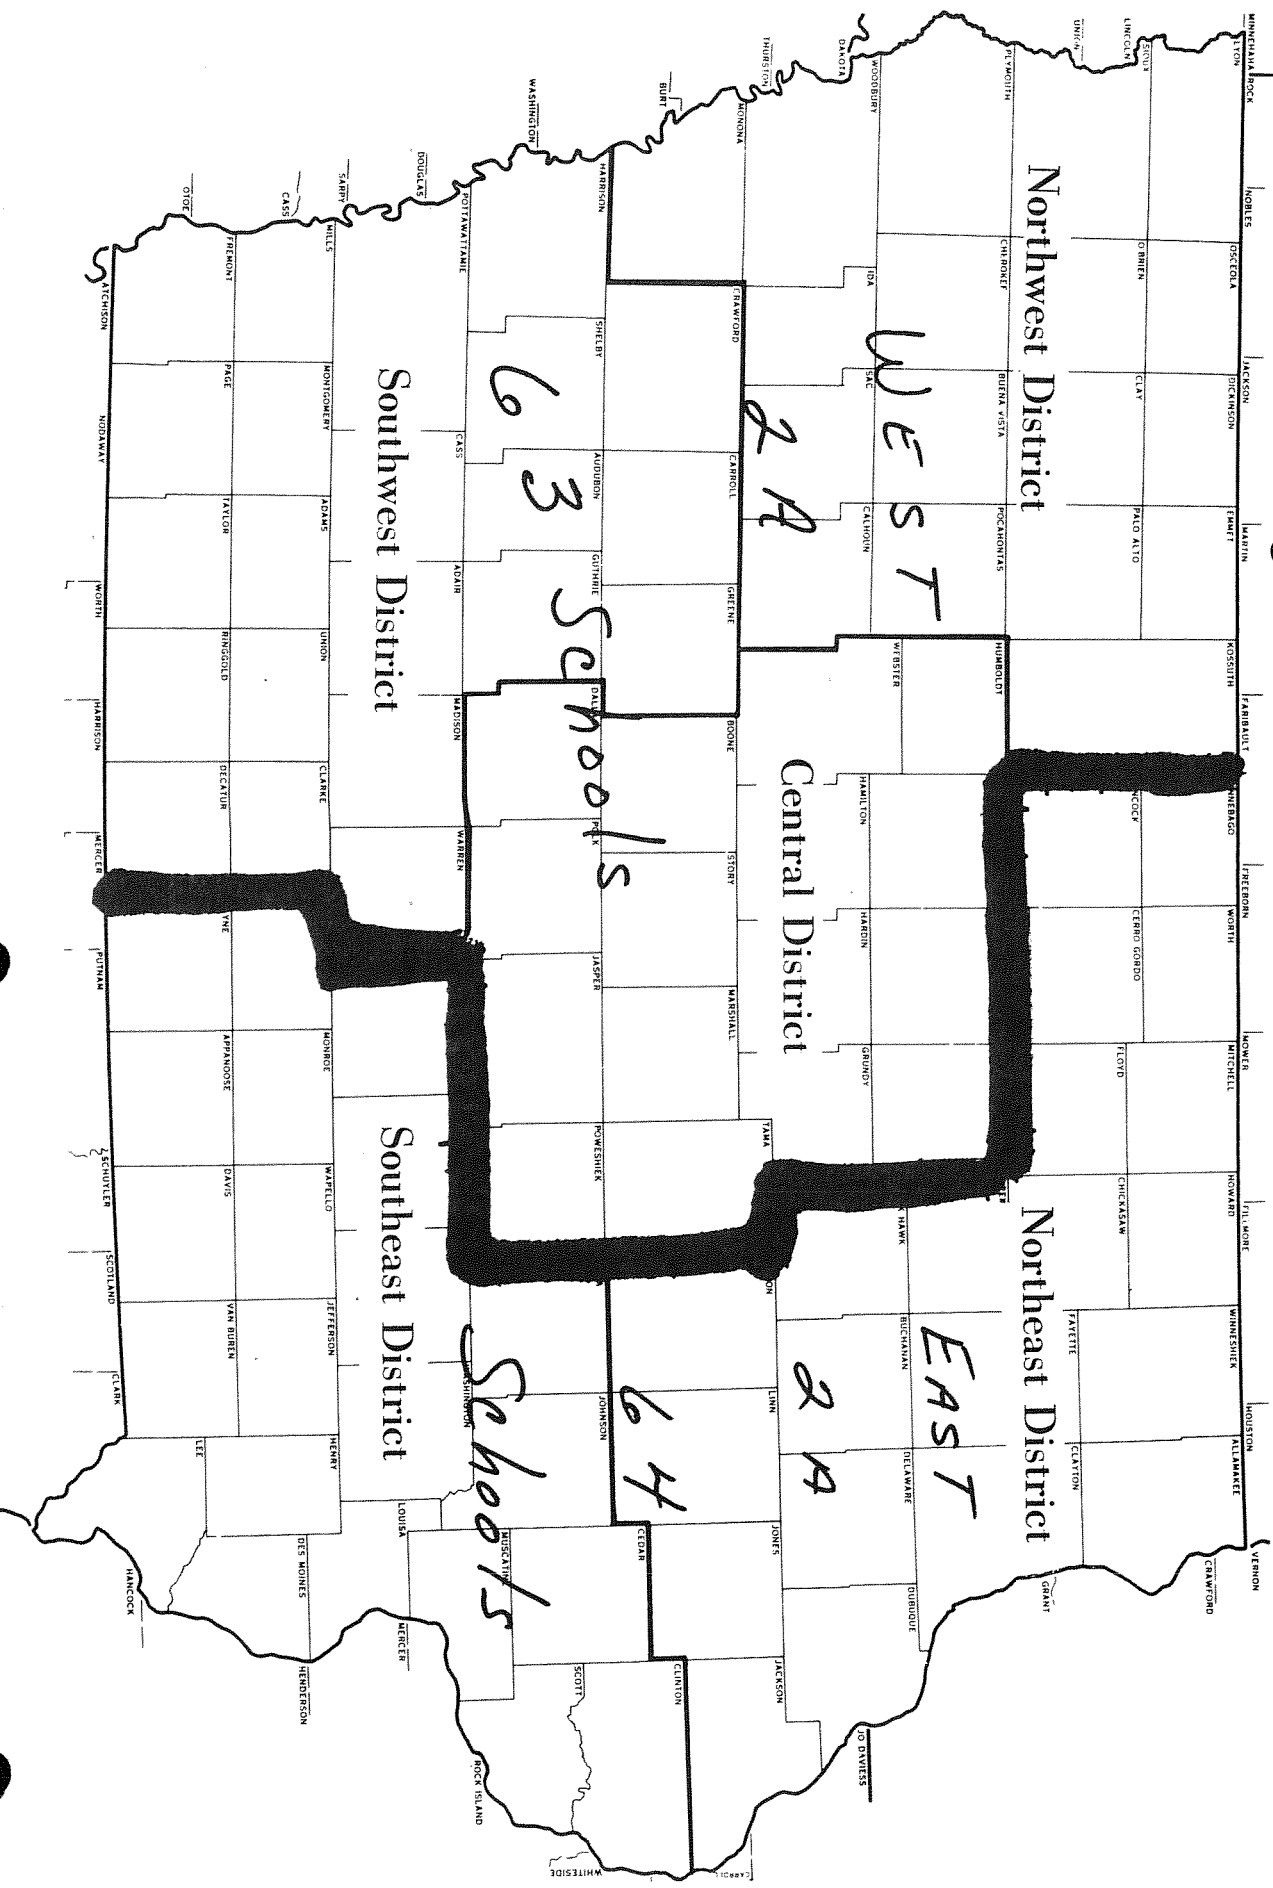 MINNEHAHA ROCK NOBLES JACKSON MARTIN FARIBAULT FREEBORN MOWER FILLMORE HOUSTON VERNON
LYON OSCEOLA DICKINSON EMMET KOSSUTH WORTH MITCHELL HOWARD WINNESHIEK ALLAMAKEE CRAWFORD
LINCOLN SIOUX O'BRIEN CLAY PALO ALTO CERRO GORDO FLOYD CHICKASAW FAYETTE CLAYTON GRANT
UNION
Northwest District
Northeast District
PLYMOUTH CHEROKEE BUENA VISTA POCAHONTAS HUMBOLDT
WEST
EAST
WOODBURY IDA SAC CALHOUN WEBSTER HAMILTON HARDIN GRUNDY HAWK BUCHANAN DELAWARE DUBUQUE JO DAVIESS
DAKOTA
2 A
Central District
2 A
THURSTON
MONONA CRAWFORD CARROLL GREENE BOONE STORY MARSHALL TAMA LINN JONES JACKSON
BURT
63 Schools
64 Schools
HARRISON SHELBY AUDUBON GUTHRIE POLK JASPER POWESHIEK JOHNSON CEDAR CLINTON
WASHINGTON
SCOTT WHITESIDE
POTTAWATTAMIE CASS ADAIR MADISON WARREN MUSCATINE ROCK ISLAND
DOUGLAS
Southwest District
Southeast District
LOUISA MERCER
SARPY MILLS MONTGOMERY ADAMS UNION CLARKE MONROE WAPELLO JEFFERSON HENRY DES MOINES HENDERSON
CASS
FREMONT PAGE TAYLOR RINGGOLD DECATUR YNE APPANOOSE DAVIS VAN BUREN LEE
OTOE
ATCHISON NODAWAY WORTH HARRISON MERCER PUTNAM SCHUYLER SCOTLAND CLARK HANCOCK